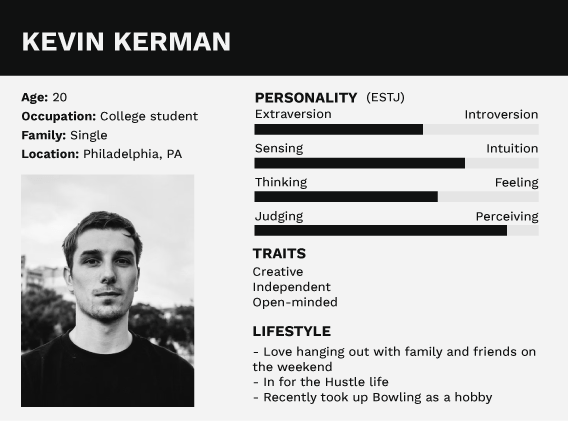 KEVIN KERMAN
Age: 20
Occupation: College student
Family: Single
Location: Philadelphia, PA
PERSONALITY (ESTJ)
Extraversion Introversion
Sensing Intuition
Thinking Feeling
Judging Perceiving
TRAITS
Creative
Independent
Open-minded
LIFESTYLE
- Love hanging out with family and friends on
the weekend
- In for the Hustle life
- Recently took up Bowling as a hobby